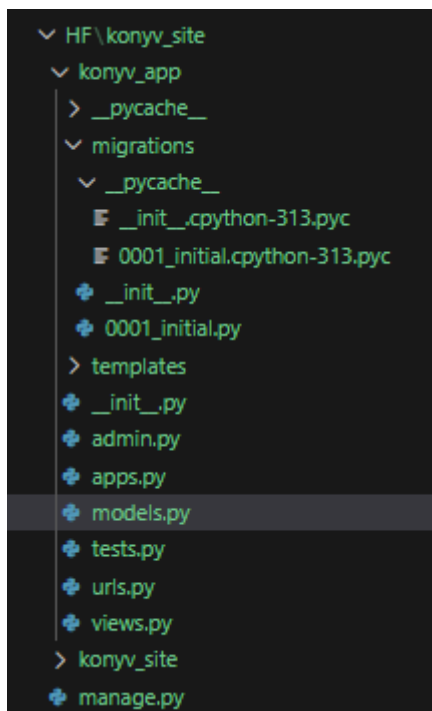 HF\konyv_site
konyv_app
__pycache__
migrations
__pycache__
__init__.cpython-313.pyc
0001_initial.cpython-313.pyc
__init__.py
0001_initial.py
templates
__init__.py
admin.py
apps.py
models.py
tests.py
urls.py
views.py
konyv_site
manage.py